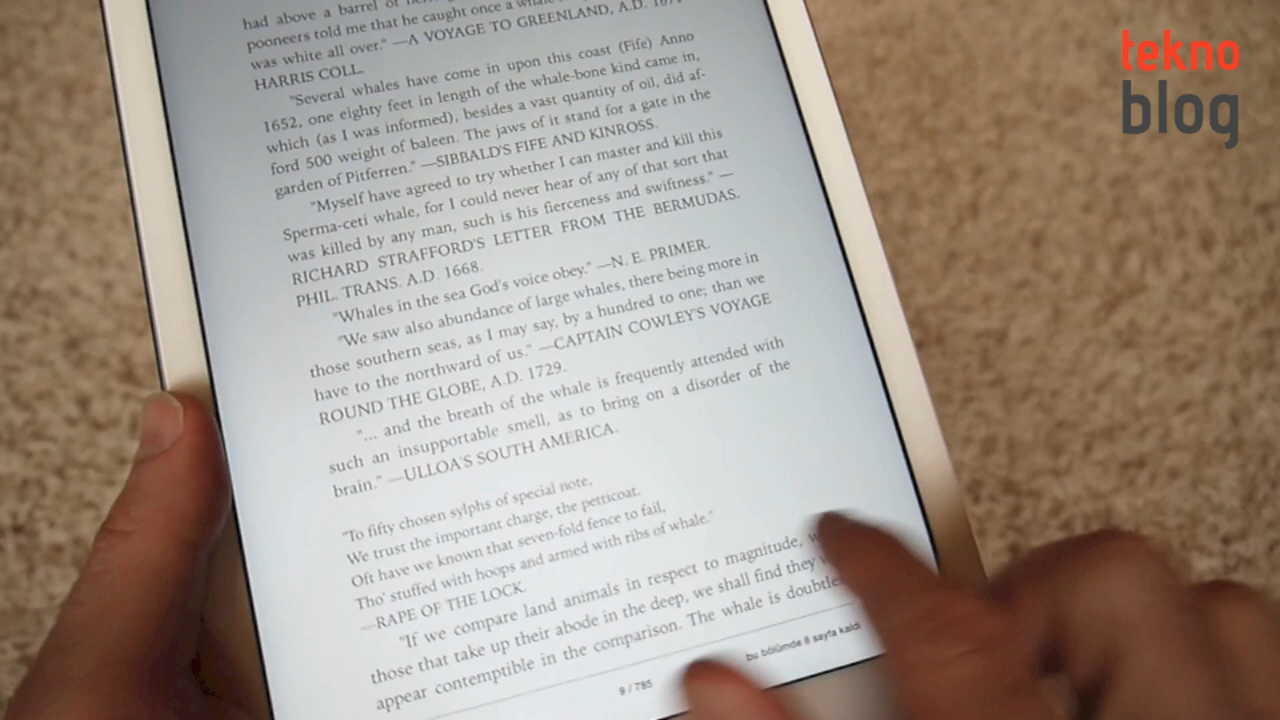 had above a barrel of
pooneers told me that he caught once a whale
was white all over." —A VOYAGE TO GREENLAND, A.D. 1671
HARRIS COLL.
"Several whales have come in upon this coast (Fife) Anno
1652, one eighty feet in length of the whale-bone kind came in,
which (as I was informed), besides a vast quantity of oil, did af-
ford 500 weight of baleen. The jaws of it stand for a gate in the
garden of Pitferren." —SIBBALD'S FIFE AND KINROSS.
"Myself have agreed to try whether I can master and kill this
Sperma-ceti whale, for I could never hear of any of that sort that
was killed by any man, such is his fierceness and swiftness." —
RICHARD STRAFFORD'S LETTER FROM THE BERMUDAS.
PHIL. TRANS. A.D. 1668.
"Whales in the sea God's voice obey." —N. E. PRIMER.
"We saw also abundance of large whales, there being more in
those southern seas, as I may say, by a hundred to one; than we
have to the northward of us." —CAPTAIN COWLEY'S VOYAGE
ROUND THE GLOBE, A.D. 1729.
"... and the breath of the whale is frequently attended with
such an insupportable smell, as to bring on a disorder of the
brain." —ULLOA'S SOUTH AMERICA.
"To fifty chosen sylphs of special note,
We trust the important charge, the petticoat.
Oft have we known that seven-fold fence to fail,
Tho' stuffed with hoops and armed with ribs of whale."
—RAPE OF THE LOCK.
"If we compare land animals in respect to magnitude,
those that take up their abode in the deep, we shall find they
appear contemptible in the comparison. The whale is
9 / 785
bu bölümde 8 sayfa kaldı
tekno
blog